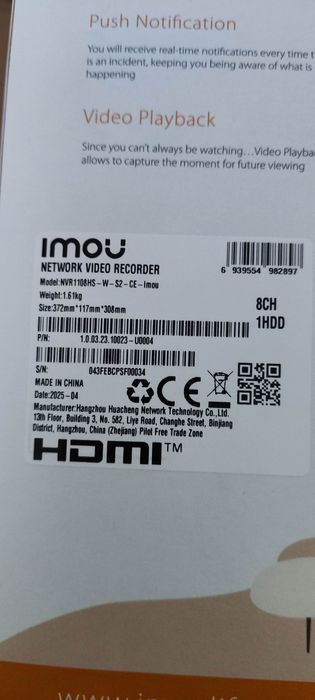 Push Notification
You will receive real-time notifications every time t
is an incident, keeping you being aware of what is
happening
Video Playback
Since you can't always be watching...Video Playba
allows to capture the moment for future viewing
imou
NETWORK VIDEO RECORDER
Model:NVR1108HS-W-S2-CE-Imou
Weight:1.61kg
Size:372mm*117mm*308mm
6 939554 982897
8CH
1HDD
P/N: 1.0.03.23.10023-U0004
S/N: 043FEBCPSF00034
MADE IN CHINA
Date:2025-04
CE
Manufacturer:Hangzhou Huacheng Network Technology Co.,Ltd.
13th Floor, Building 3, No. 582, Liye Road, Changhe Street, Binjiang
District, Hangzhou, China (Zhejiang) Pilot Free Trade Zone
HDMI™